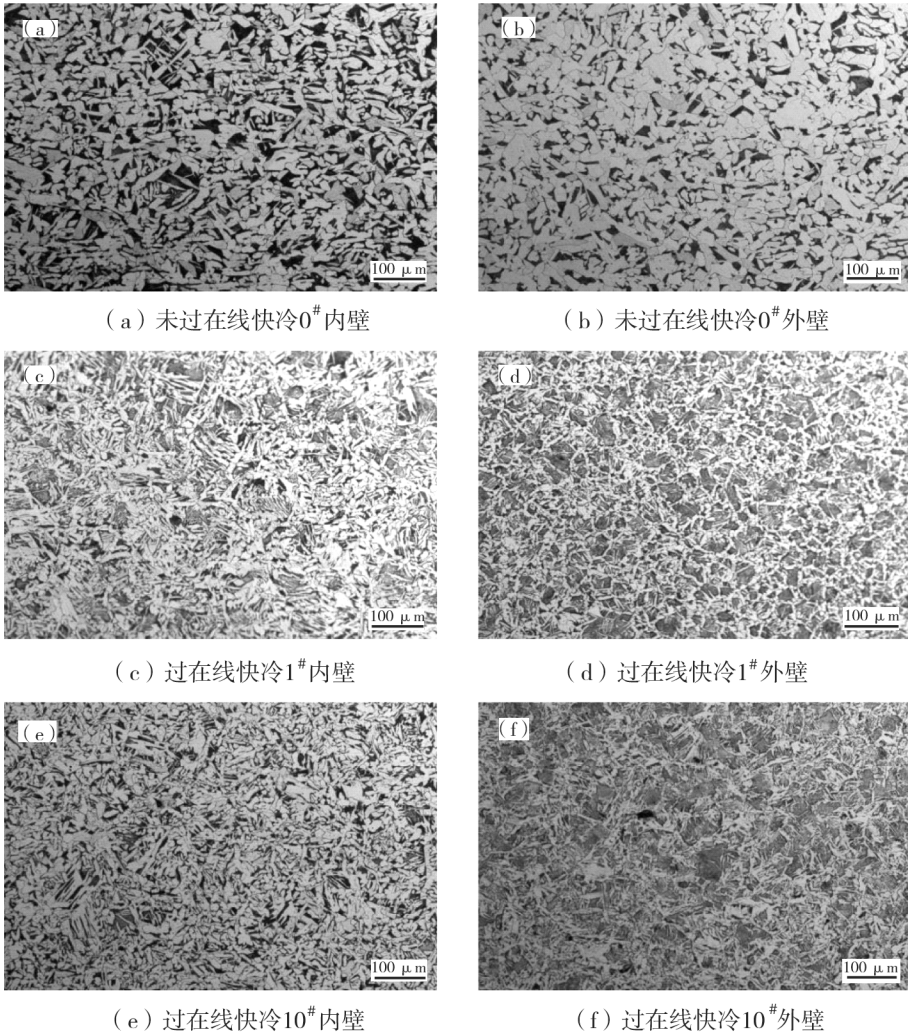 (a)
(b)
100 μm
100 μm
(a)未过在线快冷0#内壁
(b)未过在线快冷0#外壁
(c)
(d)
100 μm
100 μm
(c)过在线快冷1#内壁
(d)过在线快冷1#外壁
(e)
(f)
100 μm
100 μm
(e)过在线快冷10#内壁
(f)过在线快冷10#外壁